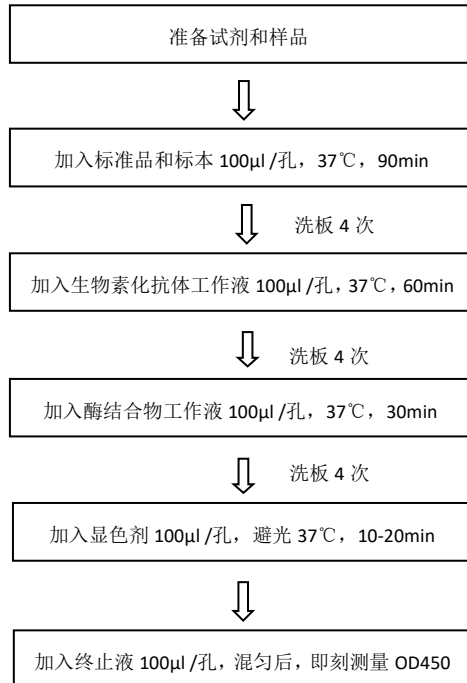 准备试剂和样品
加入标准品和标本 100μl /孔，37℃，90min
洗板 4 次
加入生物素化抗体工作液 100μl /孔，37℃，60min
洗板 4 次
加入酶结合物工作液 100μl /孔，37℃，30min
洗板 4 次
加入显色剂 100μl /孔，避光 37℃，10-20min
加入终止液 100μl /孔，混匀后，即刻测量 OD450